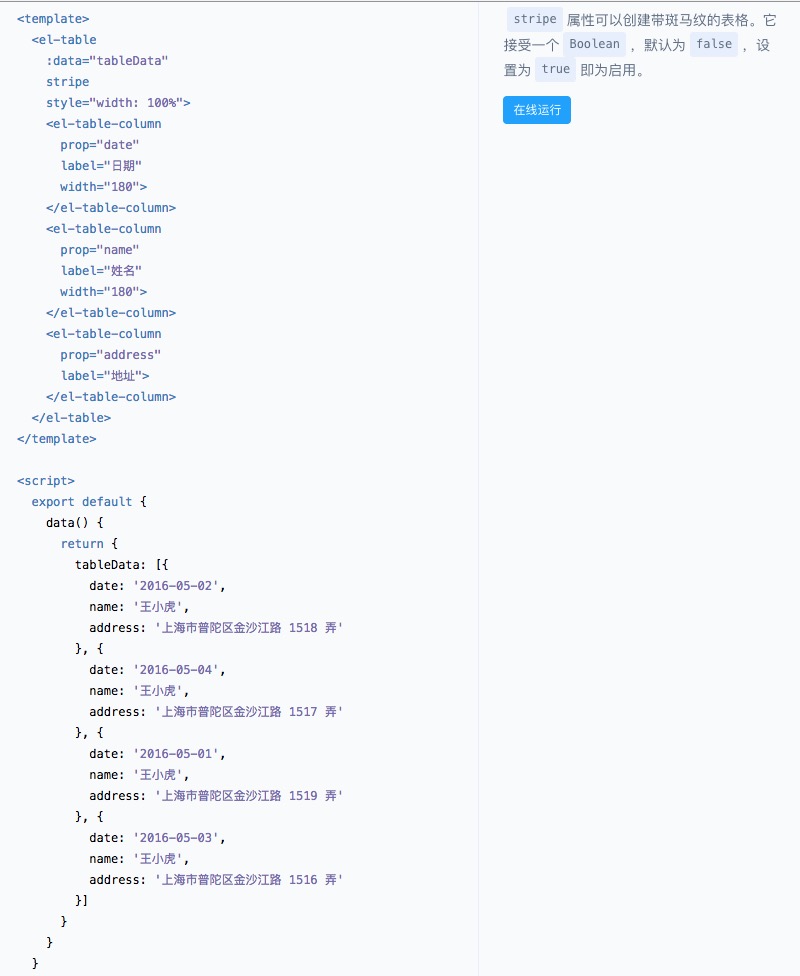 <template>
<el-table
:data="tableData"
stripe
style="width: 100%">
<el-table-column
prop="date"
label="日期"
width="180">
</el-table-column>
<el-table-column
prop="name"
label="姓名"
width="180">
</el-table-column>
<el-table-column
prop="address"
label="地址">
</el-table-column>
</el-table>
</template>
<script>
export default {
data() {
return {
tableData: [{
date: '2016-05-02',
name: '王小虎',
address: '上海市普陀区金沙江路 1518 弄'
}, {
date: '2016-05-04',
name: '王小虎',
address: '上海市普陀区金沙江路 1517 弄'
}, {
date: '2016-05-01',
name: '王小虎',
address: '上海市普陀区金沙江路 1519 弄'
}, {
date: '2016-05-03',
name: '王小虎',
address: '上海市普陀区金沙江路 1516 弄'
}]
}
}
}
stripe 属性可以创建带斑马纹的表格。它
接受一个 Boolean ，默认为 false ，设
置为 true 即为启用。
在线运行